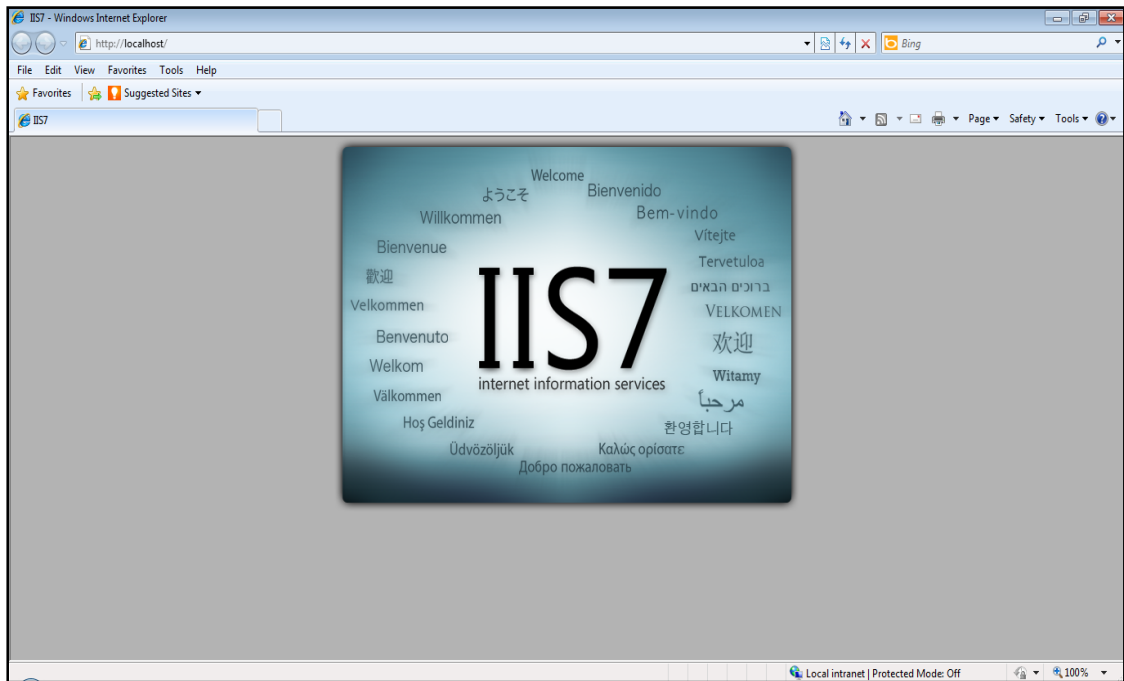 IIS7 - Windows Internet Explorer
http://localhost/
Bing
File Edit View Favorites Tools Help
Favorites Suggested Sites
IIS7
Page Safety Tools
Welcome
ようこそ Bienvenido
Willkommen Bem-vindo
Vítejte
Bienvenue
Tervetuloa
歡迎
ברוכים הבאים
Velkommen VELKOMEN
Benvenuto 欢迎
IIS7
Welkom
Witamy
internet information services
Välkommen مرحباً
Hoş Geldiniz 환영합니다
Üdvözöljük Καλώς ορίσατε
Добро пожаловать
Local intranet | Protected Mode: Off 100%